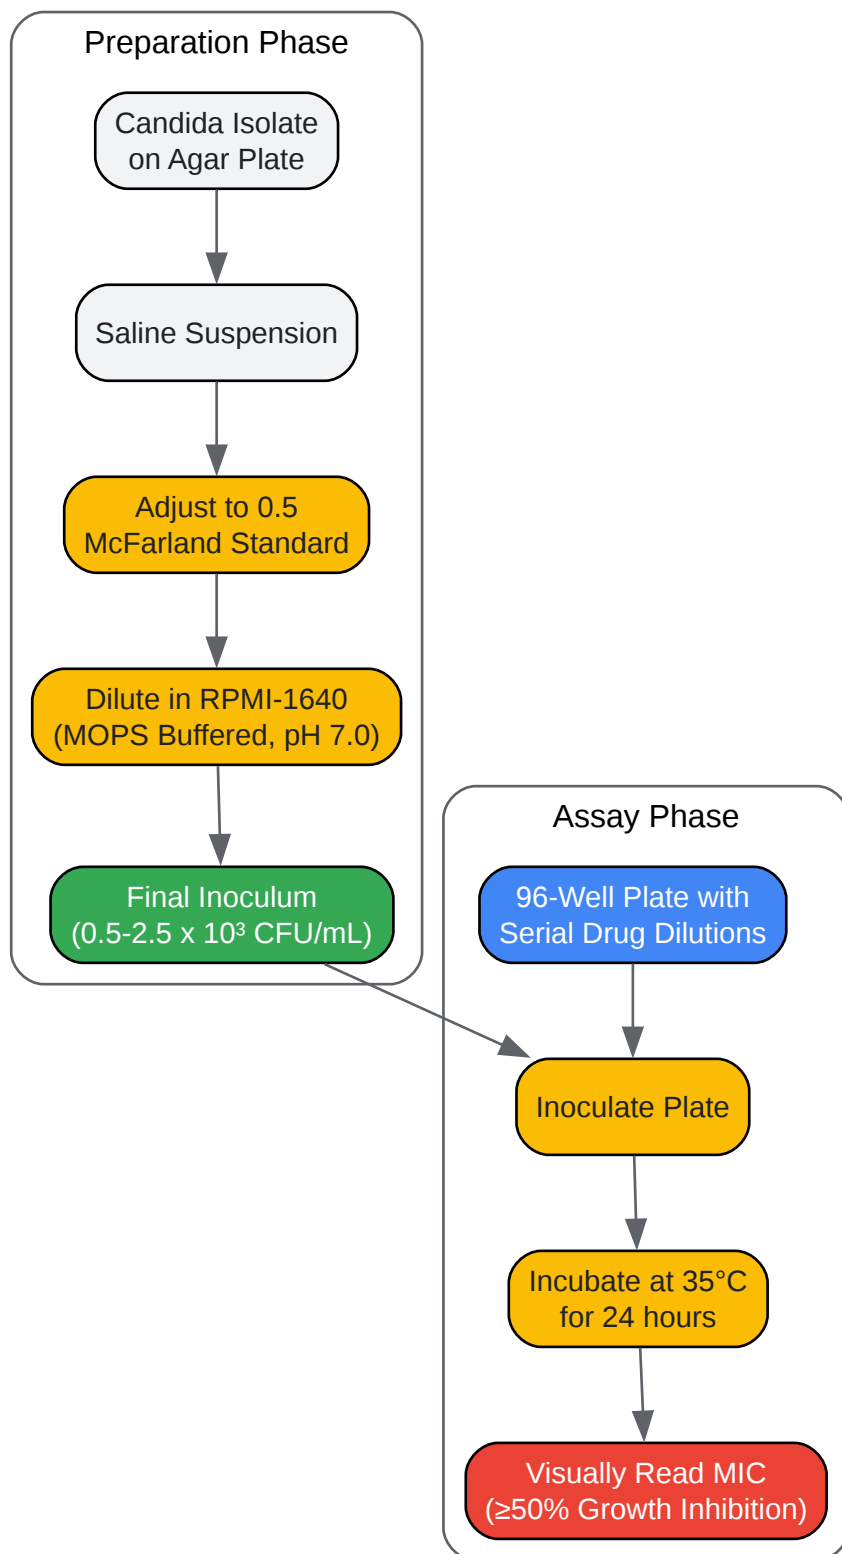 Preparation Phase
Candida Isolate
on Agar Plate
Saline Suspension
Adjust to 0.5
McFarland Standard
Dilute in RPMI-1640
(MOPS Buffered, pH 7.0)
Final Inoculum
(0.5-2.5 x 10³ CFU/mL)
Assay Phase
96-Well Plate with
Serial Drug Dilutions
Inoculate Plate
Incubate at 35°C
for 24 hours
Visually Read MIC
(≥50% Growth Inhibition)